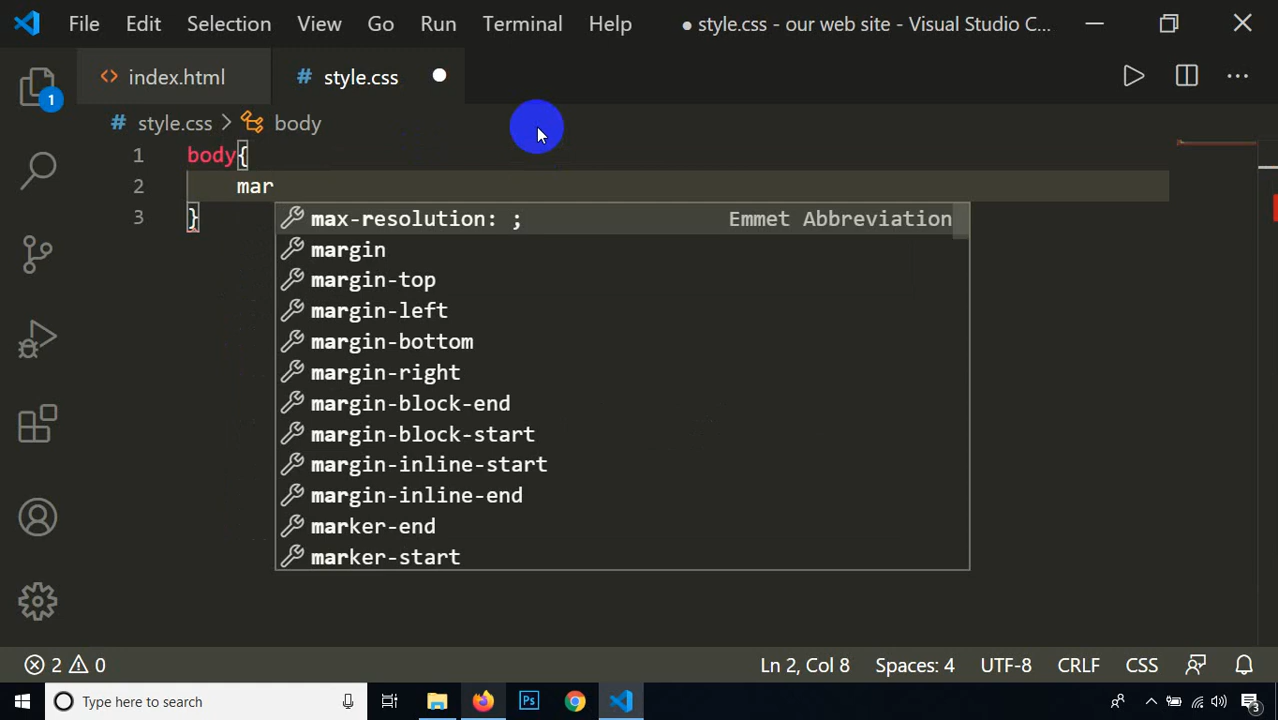 File Edit Selection View Go Run Terminal Help ● style.css - our web site - Visual Studio C...
index.html # style.css
1
# style.css > body
1 body{
2 mar
3 }
max-resolution: ; Emmet Abbreviation
margin
margin-top
margin-left
margin-bottom
margin-right
margin-block-end
margin-block-start
margin-inline-start
margin-inline-end
marker-end
marker-start
2 0 Ln 2, Col 8 Spaces: 4 UTF-8 CRLF CSS
Type here to search Ps 3